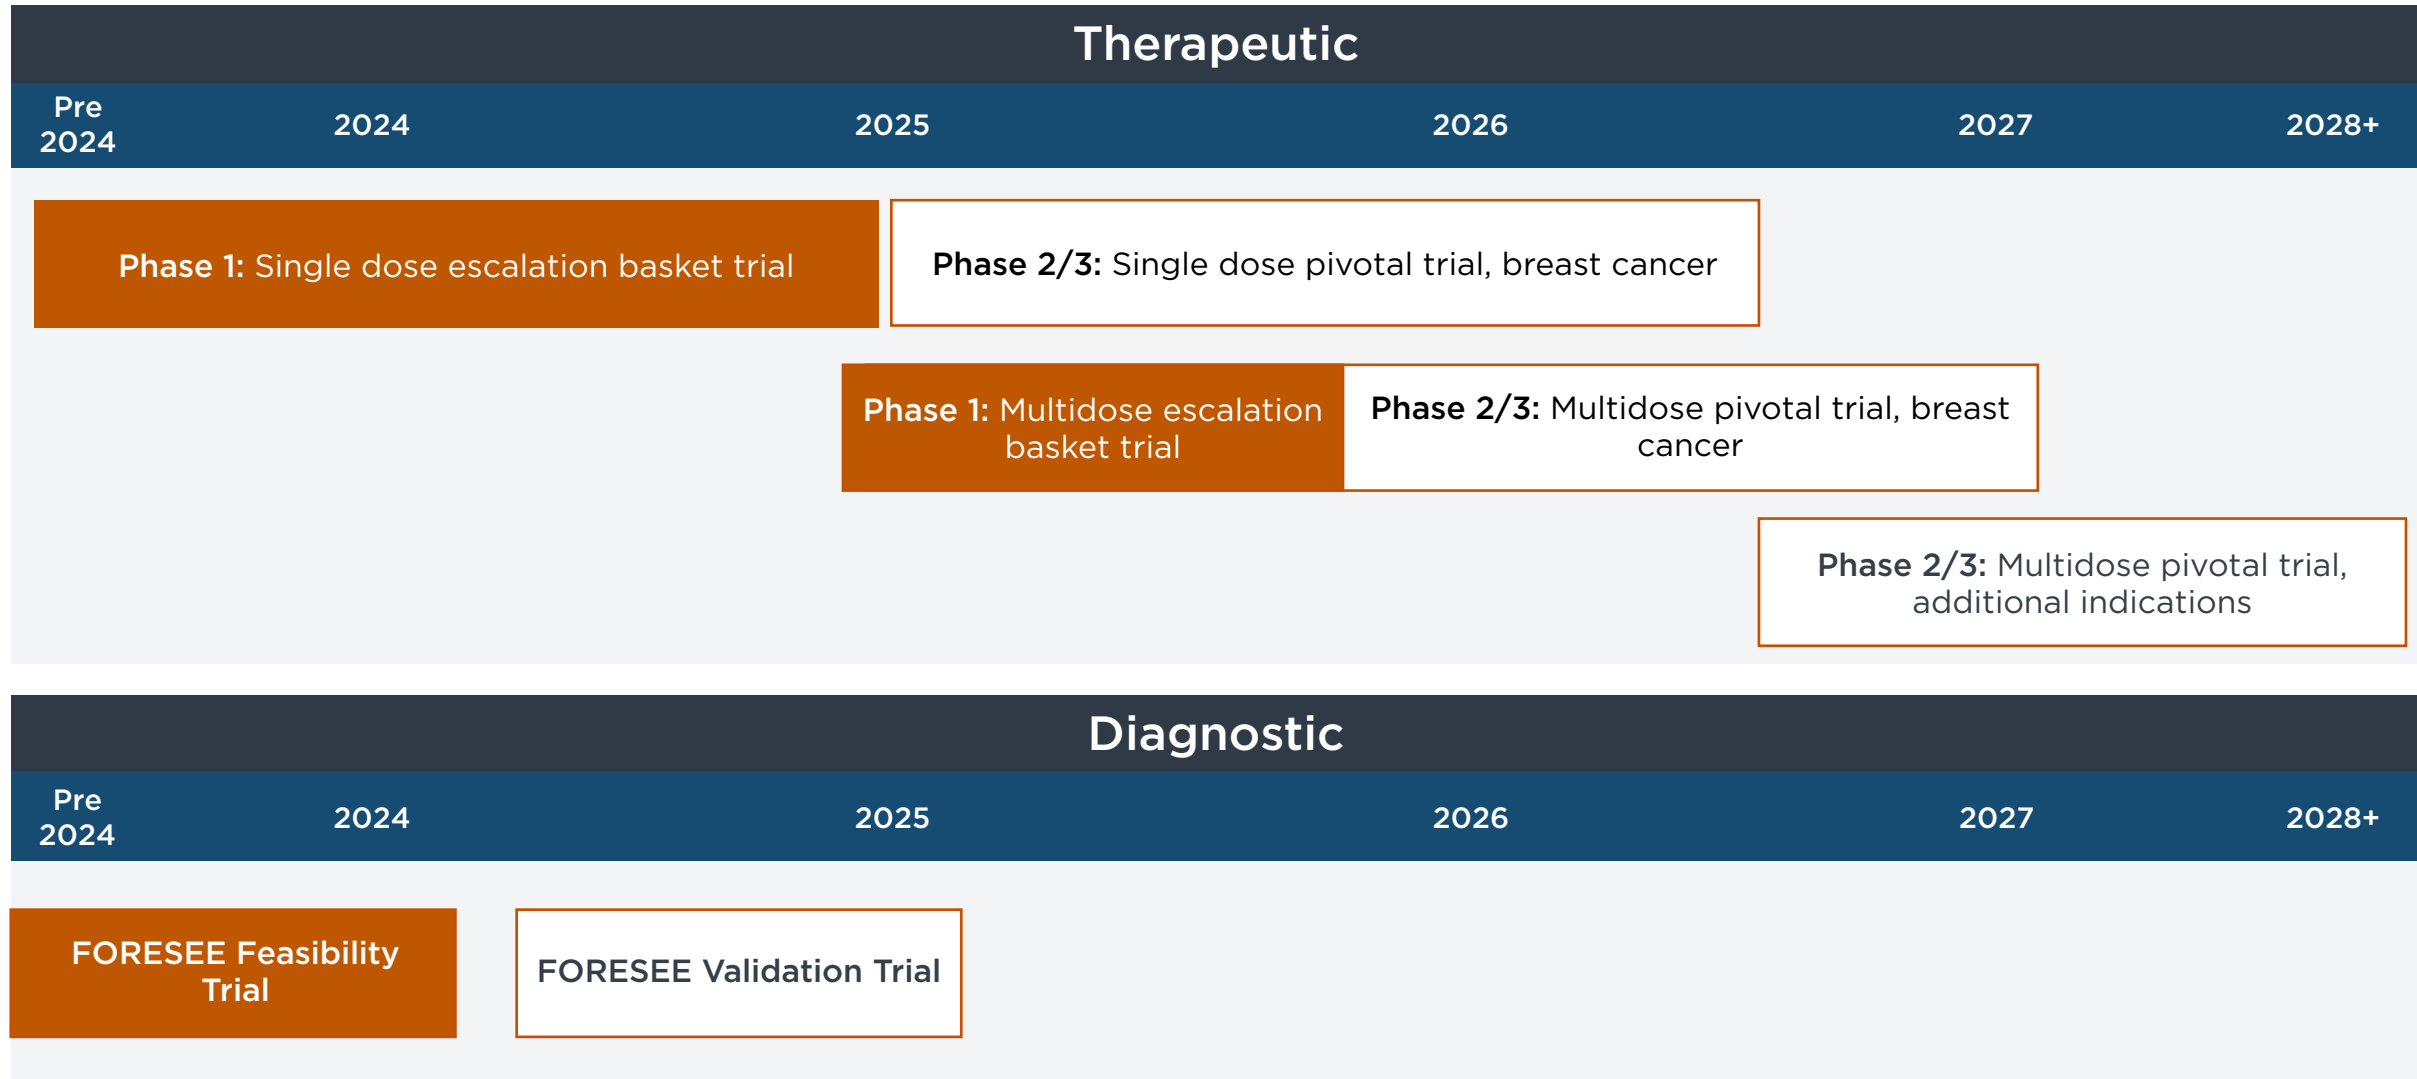 Therapeutic
Pre
2024
2024
2025
2026
2027
2028+
Phase 1: Single dose escalation basket trial
Phase 2/3: Single dose pivotal trial, breast cancer
Phase 1: Multidose escalation
basket trial
Phase 2/3: Multidose pivotal trial, breast
cancer
Phase 2/3: Multidose pivotal trial,
additional indications
Diagnostic
Pre
2024
2024
2025
2026
2027
2028+
FORESEE Feasibility
Trial
FORESEE Validation Trial